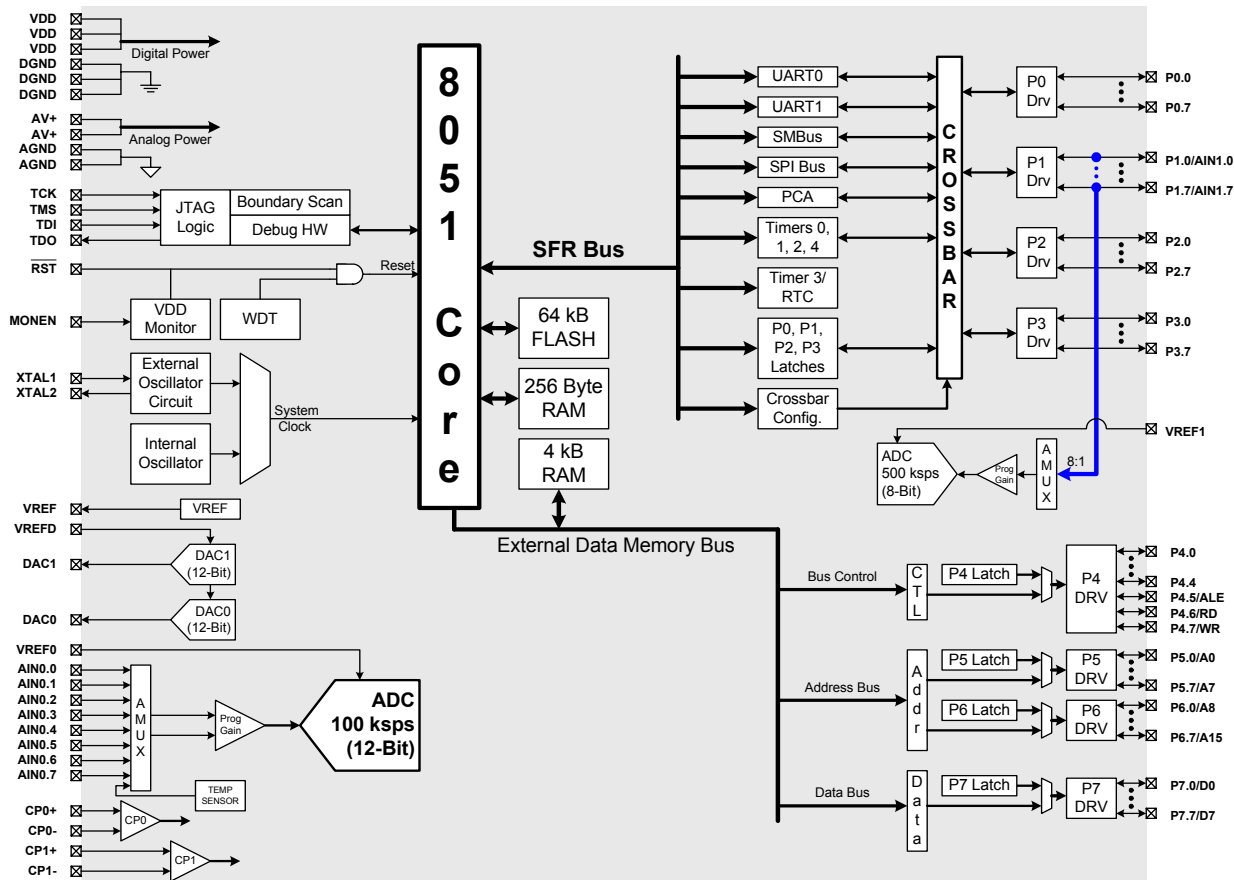 VDD
VDD
VDD
Digital Power
DGND
DGND
DGND
AV+
AV+
Analog Power
AGND
AGND
TCK
TMS
TDI
TDO
JTAG
Logic
Boundary Scan
Debug HW
RST
Reset
MONEN
VDD
Monitor
WDT
XTAL1
XTAL2
External
Oscillator
Circuit
Internal
Oscillator
System
Clock
VREF
VREF
VREFD
DAC1
DAC1
(12-Bit)
DAC0
DAC0
(12-Bit)
VREF0
AIN0.0
AIN0.1
AIN0.2
AIN0.3
AIN0.4
AIN0.5
AIN0.6
AIN0.7
AMUX
Prog
Gain
ADC
100 ksps
(12-Bit)
TEMP
SENSOR
CP0+
CP0-
CP0
CP1+
CP1-
CP1
8051 Core
64 kB
FLASH
256 Byte
RAM
4 kB
RAM
SFR Bus
External Data Memory Bus
UART0
UART1
SMBus
SPI Bus
PCA
Timers 0,
1, 2, 4
Timer 3/
RTC
P0, P1,
P2, P3
Latches
Crossbar
Config.
CROSSBAR
P0
Drv
P0.0
P0.7
P1
Drv
P1.0/AIN1.0
P1.7/AIN1.7
P2
Drv
P2.0
P2.7
P3
Drv
P3.0
P3.7
VREF1
ADC
500 ksps
(8-Bit)
Prog
Gain
AMUX
8:1
Bus Control
CTL
P4 Latch
P4
DRV
P4.0
P4.4
P4.5/ALE
P4.6/RD
P4.7/WR
Address Bus
Addr
P5 Latch
P5
DRV
P5.0/A0
P5.7/A7
P6 Latch
P6
DRV
P6.0/A8
P6.7/A15
Data Bus
Data
P7 Latch
P7
DRV
P7.0/D0
P7.7/D7